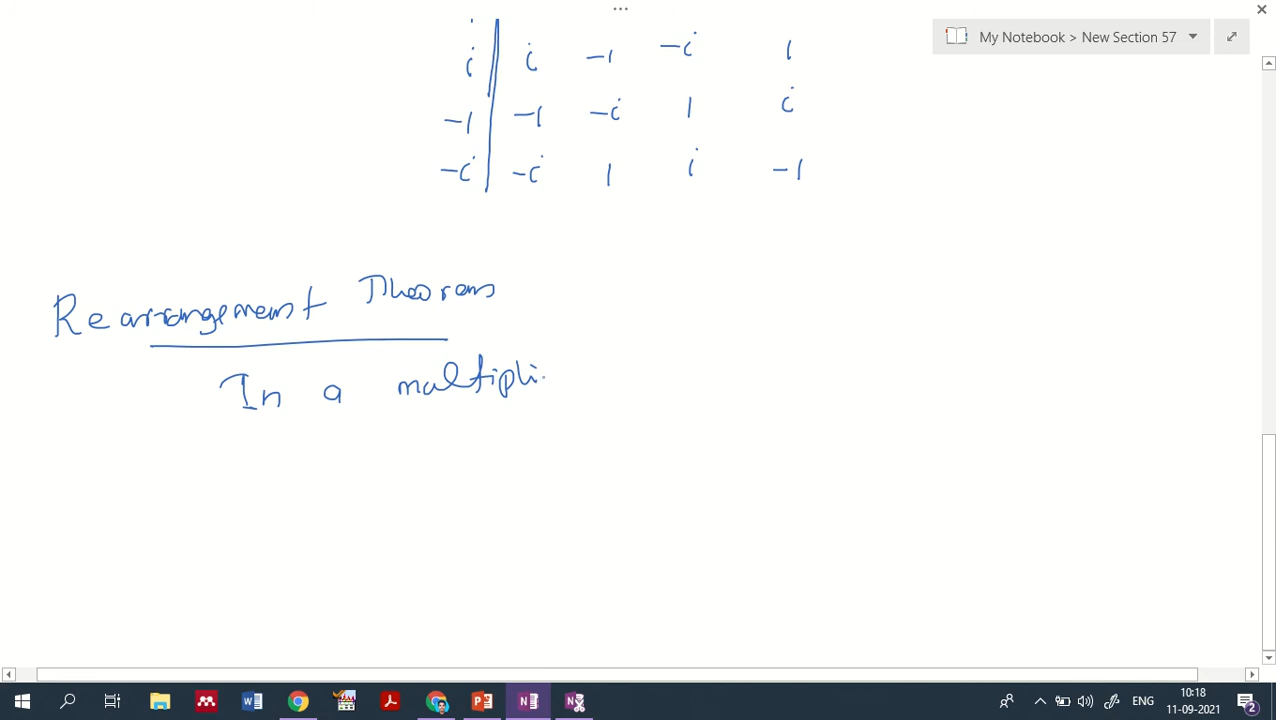 ...
My Notebook > New Section 57
i i -1 -i 1
-1 -1 -i 1 i
-i -i 1 i -1
Rearrangement Theorem
In a multipli
ENG
10:18
11-09-2021
2